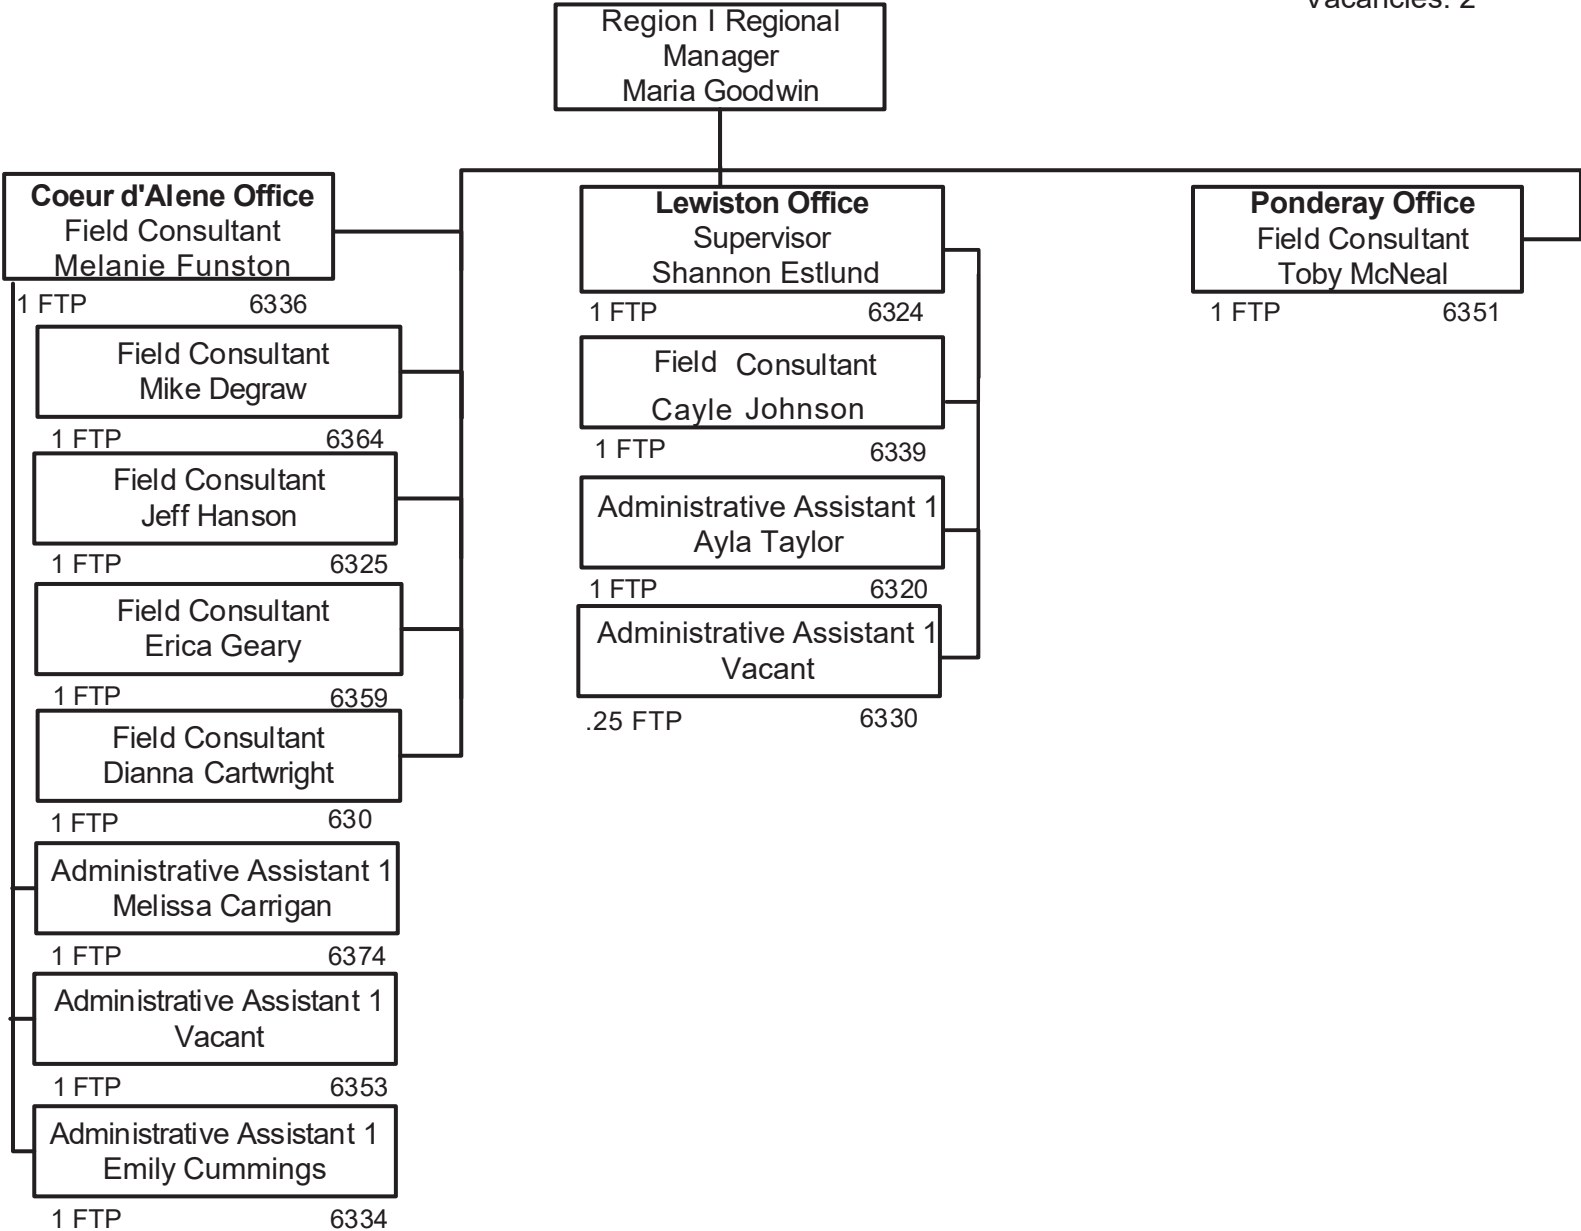 Vacancies: 2
Region I Regional
Manager
Maria Goodwin
Coeur d'Alene Office
Field Consultant
Melanie Funston
1 FTP 6336
Field Consultant
Mike Degraw
1 FTP 6364
Field Consultant
Jeff Hanson
1 FTP 6325
Field Consultant
Erica Geary
1 FTP 6359
Field Consultant
Dianna Cartwright
1 FTP 630
Administrative Assistant 1
Melissa Carrigan
1 FTP 6374
Administrative Assistant 1
Vacant
1 FTP 6353
Administrative Assistant 1
Emily Cummings
1 FTP 6334
Lewiston Office
Supervisor
Shannon Estlund
1 FTP 6324
Field Consultant
Cayle Johnson
1 FTP 6339
Administrative Assistant 1
Ayla Taylor
1 FTP 6320
Administrative Assistant 1
Vacant
.25 FTP 6330
Ponderay Office
Field Consultant
Toby McNeal
1 FTP 6351